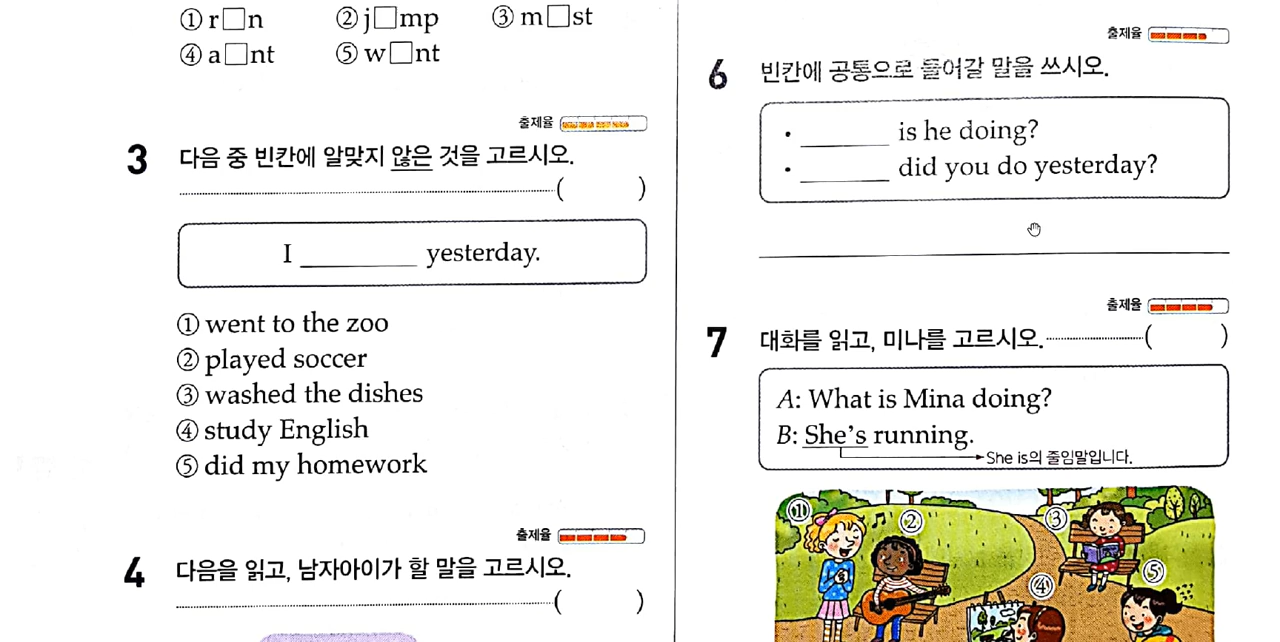 ① r□n ② j□mp ③ m□st
④ a□nt ⑤ w□nt
출제율
3 다음 중 빈칸에 알맞지 않은 것을 고르시오.
( )
I ________ yesterday.
① went to the zoo
② played soccer
③ washed the dishes
④ study English
⑤ did my homework
출제율
4 다음을 읽고, 남자아이가 할 말을 고르시오.
( )
출제율
6 빈칸에 공통으로 들어갈 말을 쓰시오.
• ______ is he doing?
• ______ did you do yesterday?
출제율
7 대화를 읽고, 미나를 고르시오. ( )
A: What is Mina doing?
B: She's running.
She is의 줄임말입니다.
① ② ③
④ ⑤